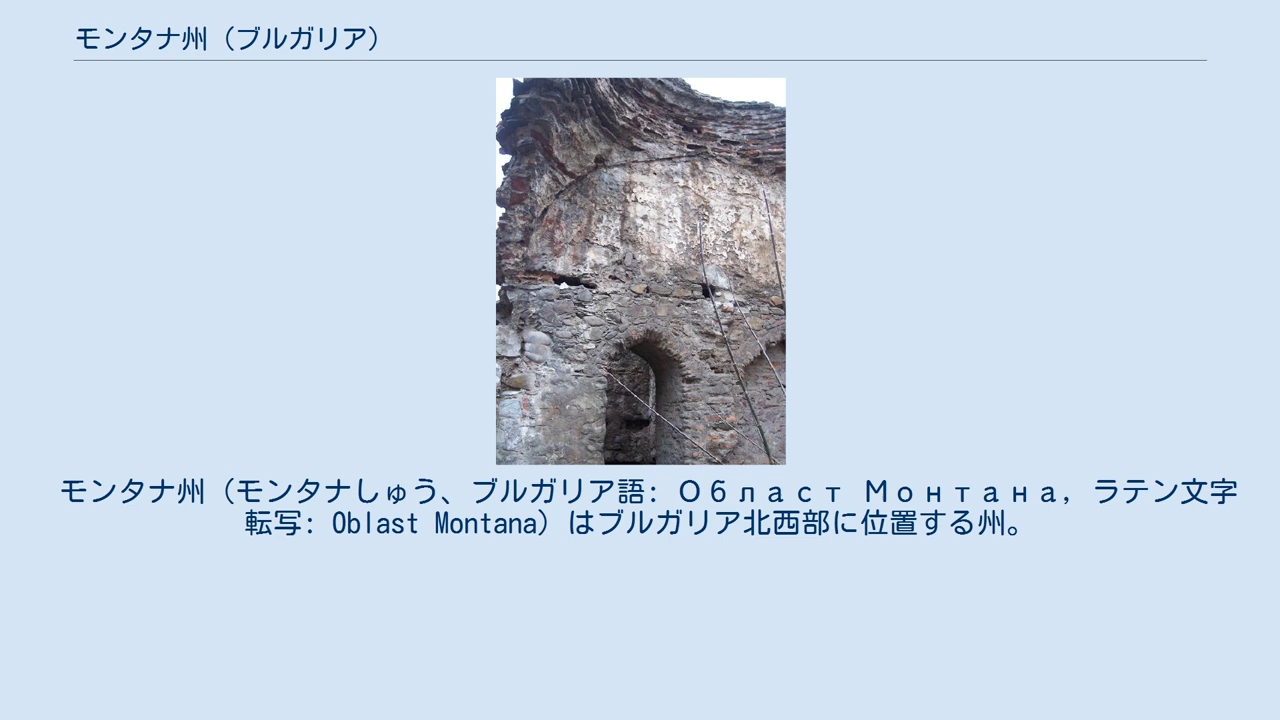 モンタナ州（ブルガリア）
モンタナ州（モンタナしゅう、ブルガリア語: Област Монтана, ラテン文字
転写: Oblast Montana）はブルガリア北西部に位置する州。